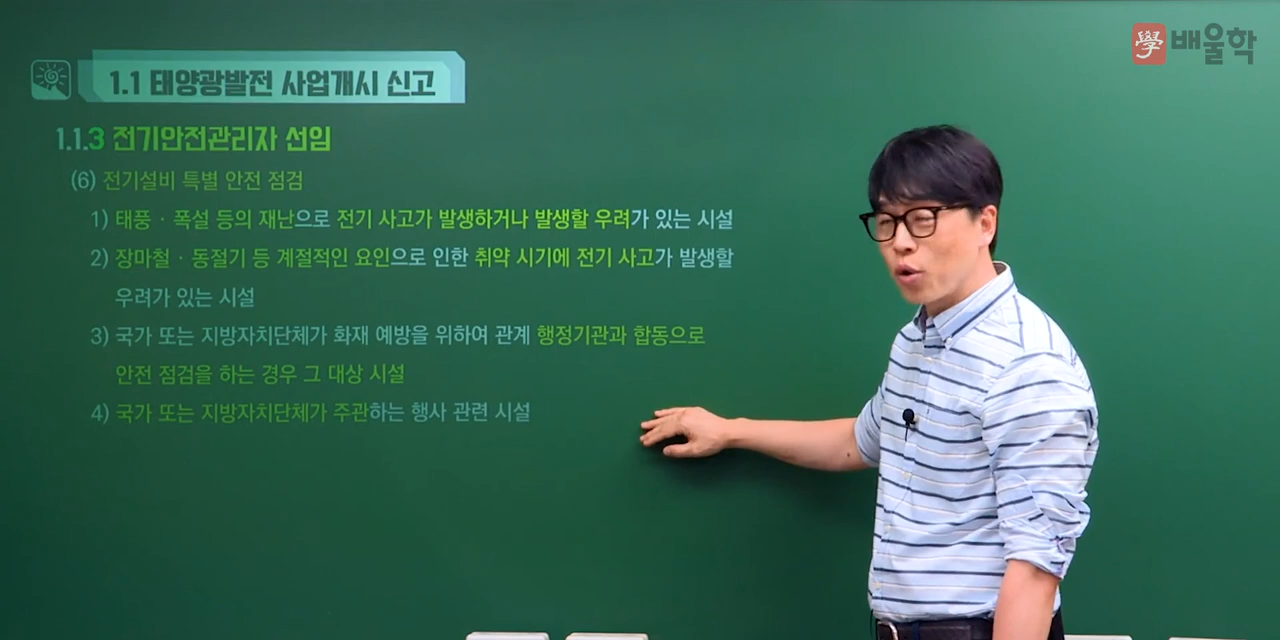 學 배울학
1.1 태양광발전 사업개시 신고
1.1.3 전기안전관리자 선임
(6) 전기설비 특별 안전 점검
1) 태풍 · 폭설 등의 재난으로 전기 사고가 발생하거나 발생할 우려가 있는 시설
2) 장마철 · 동절기 등 계절적인 요인으로 인한 취약 시기에 전기 사고가 발생할
우려가 있는 시설
3) 국가 또는 지방자치단체가 화재 예방을 위하여 관계 행정기관과 합동으로
안전 점검을 하는 경우 그 대상 시설
4) 국가 또는 지방자치단체가 주관하는 행사 관련 시설